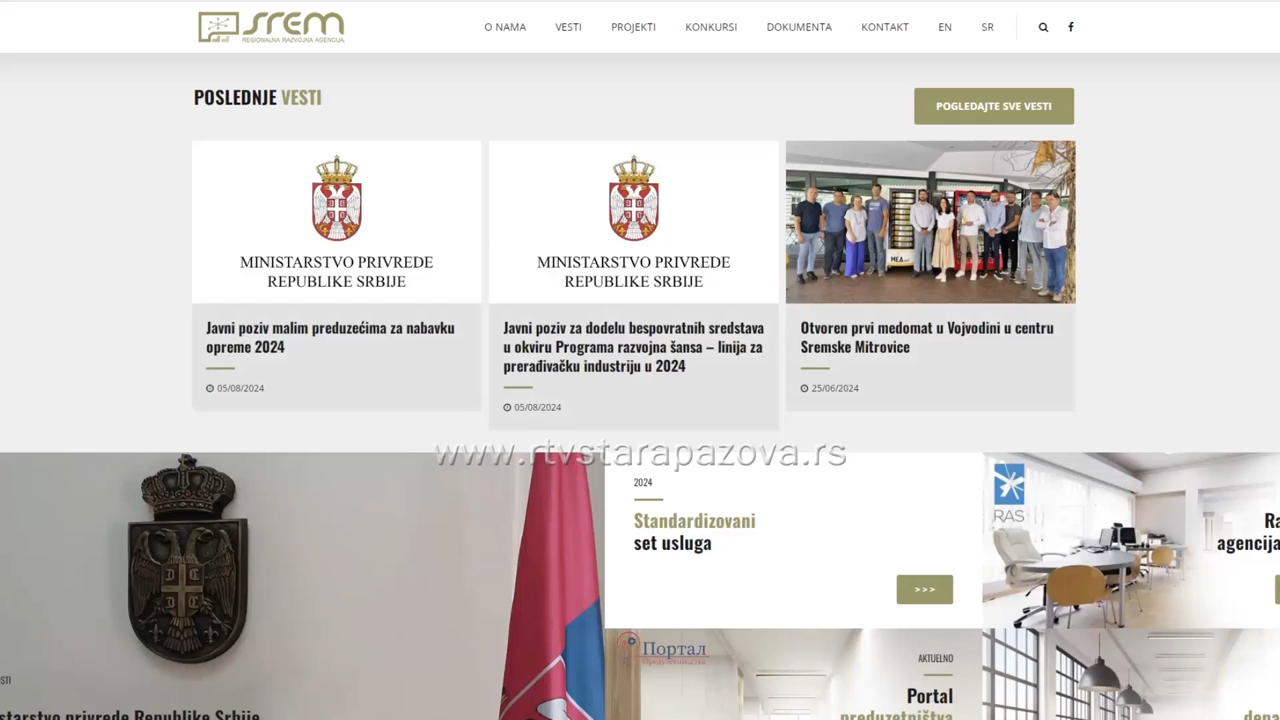 SREM
REGIONALNA RAZVOJNA AGENCIJA
O NAMA
VESTI
PROJEKTI
KONKURSI
DOKUMENTA
KONTAKT
EN
SR
POSLEDNJE VESTI
POGLEDAJTE SVE VESTI
MINISTARSTVO PRIVREDE
REPUBLIKE SRBIJE
Javni poziv malim preduzećima za nabavku
opreme 2024
05/08/2024
MINISTARSTVO PRIVREDE
REPUBLIKE SRBIJE
Javni poziv za dodelu bespovratnih sredstava
u okviru Programa razvojna šansa – linija za
prerađivačku industriju u 2024
05/08/2024
Otvoren prvi medomat u Vojvodini u centru
Sremske Mitrovice
25/06/2024
www.rtvstarapazova.rs
2024
Standardizovani
set usluga
>>>
RAS
Ra
agencija
Портал
Предузетништва
AKTUELNO
Portal
preduzetništva
starstvo privrede Republike Srbije